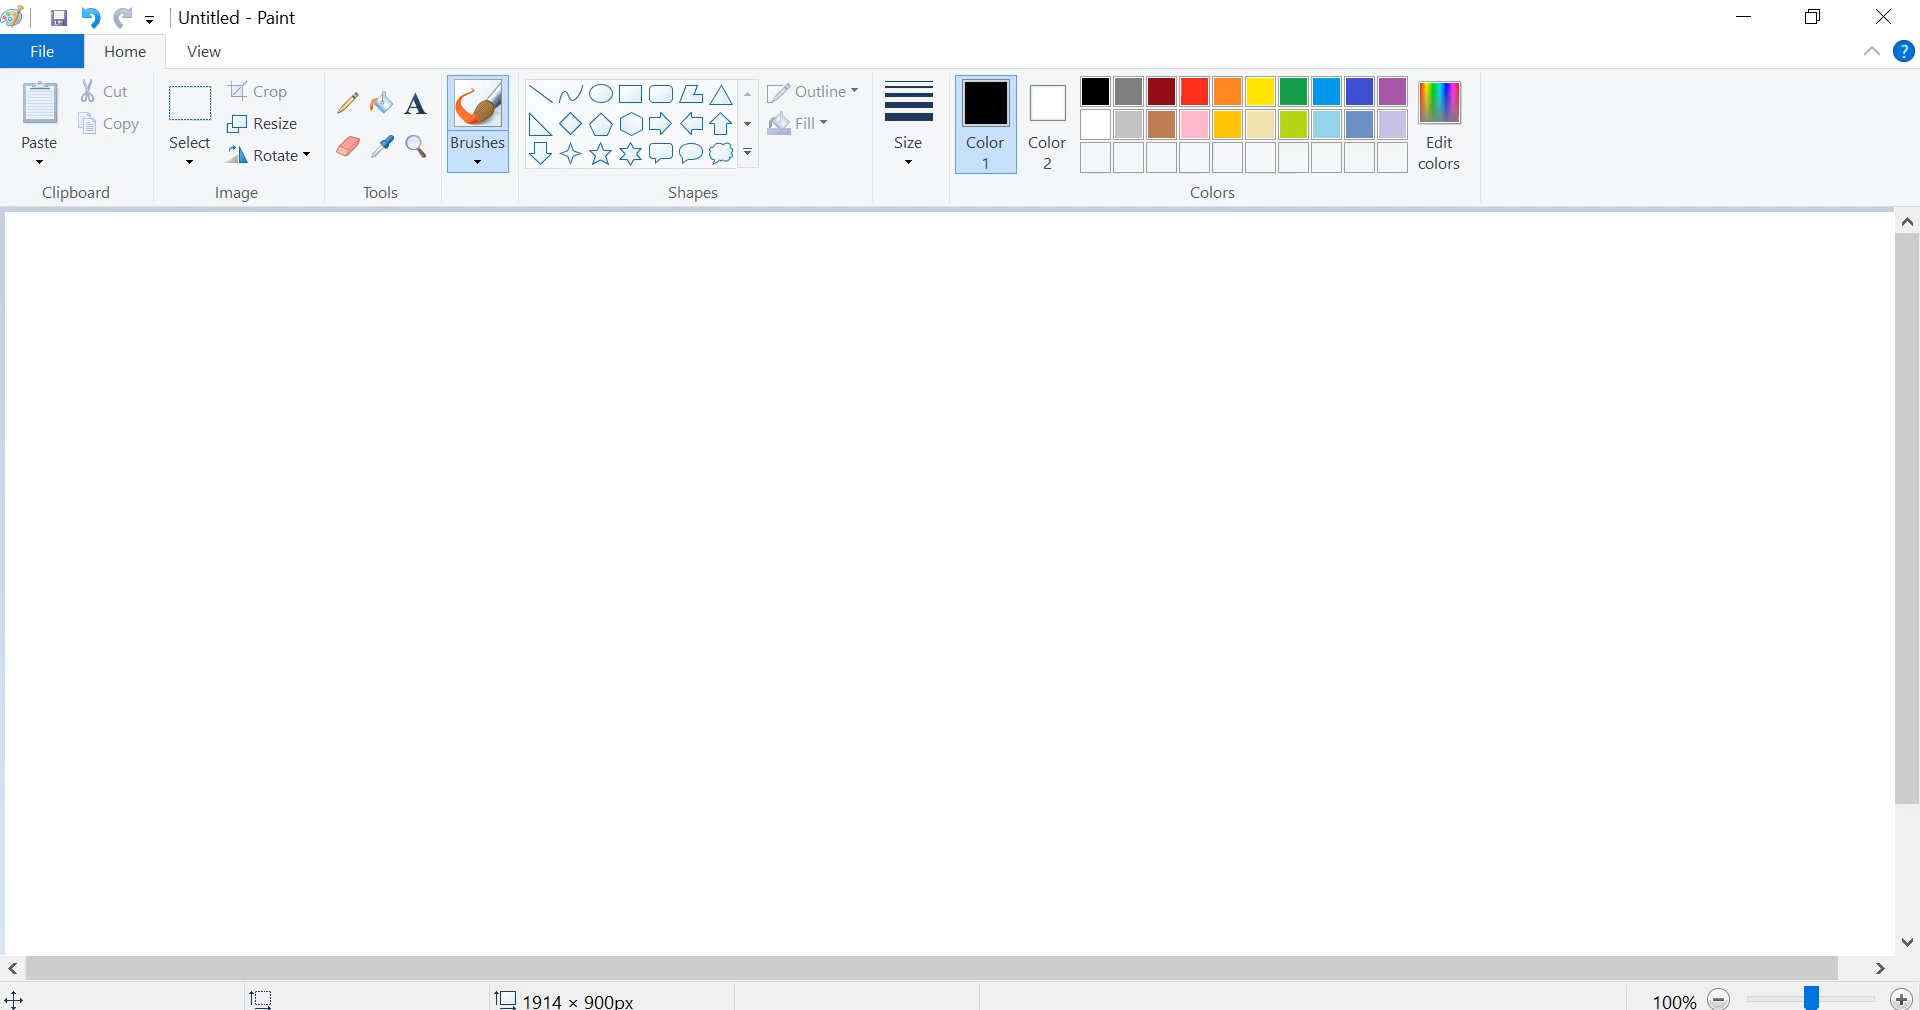 Untitled - Paint
File Home View
Paste Cut Copy Select Crop Resize Rotate Brushes Outline Fill Size Color 1 Color 2 Edit colors
Clipboard Image Tools Shapes Colors
1914 × 900px 100%